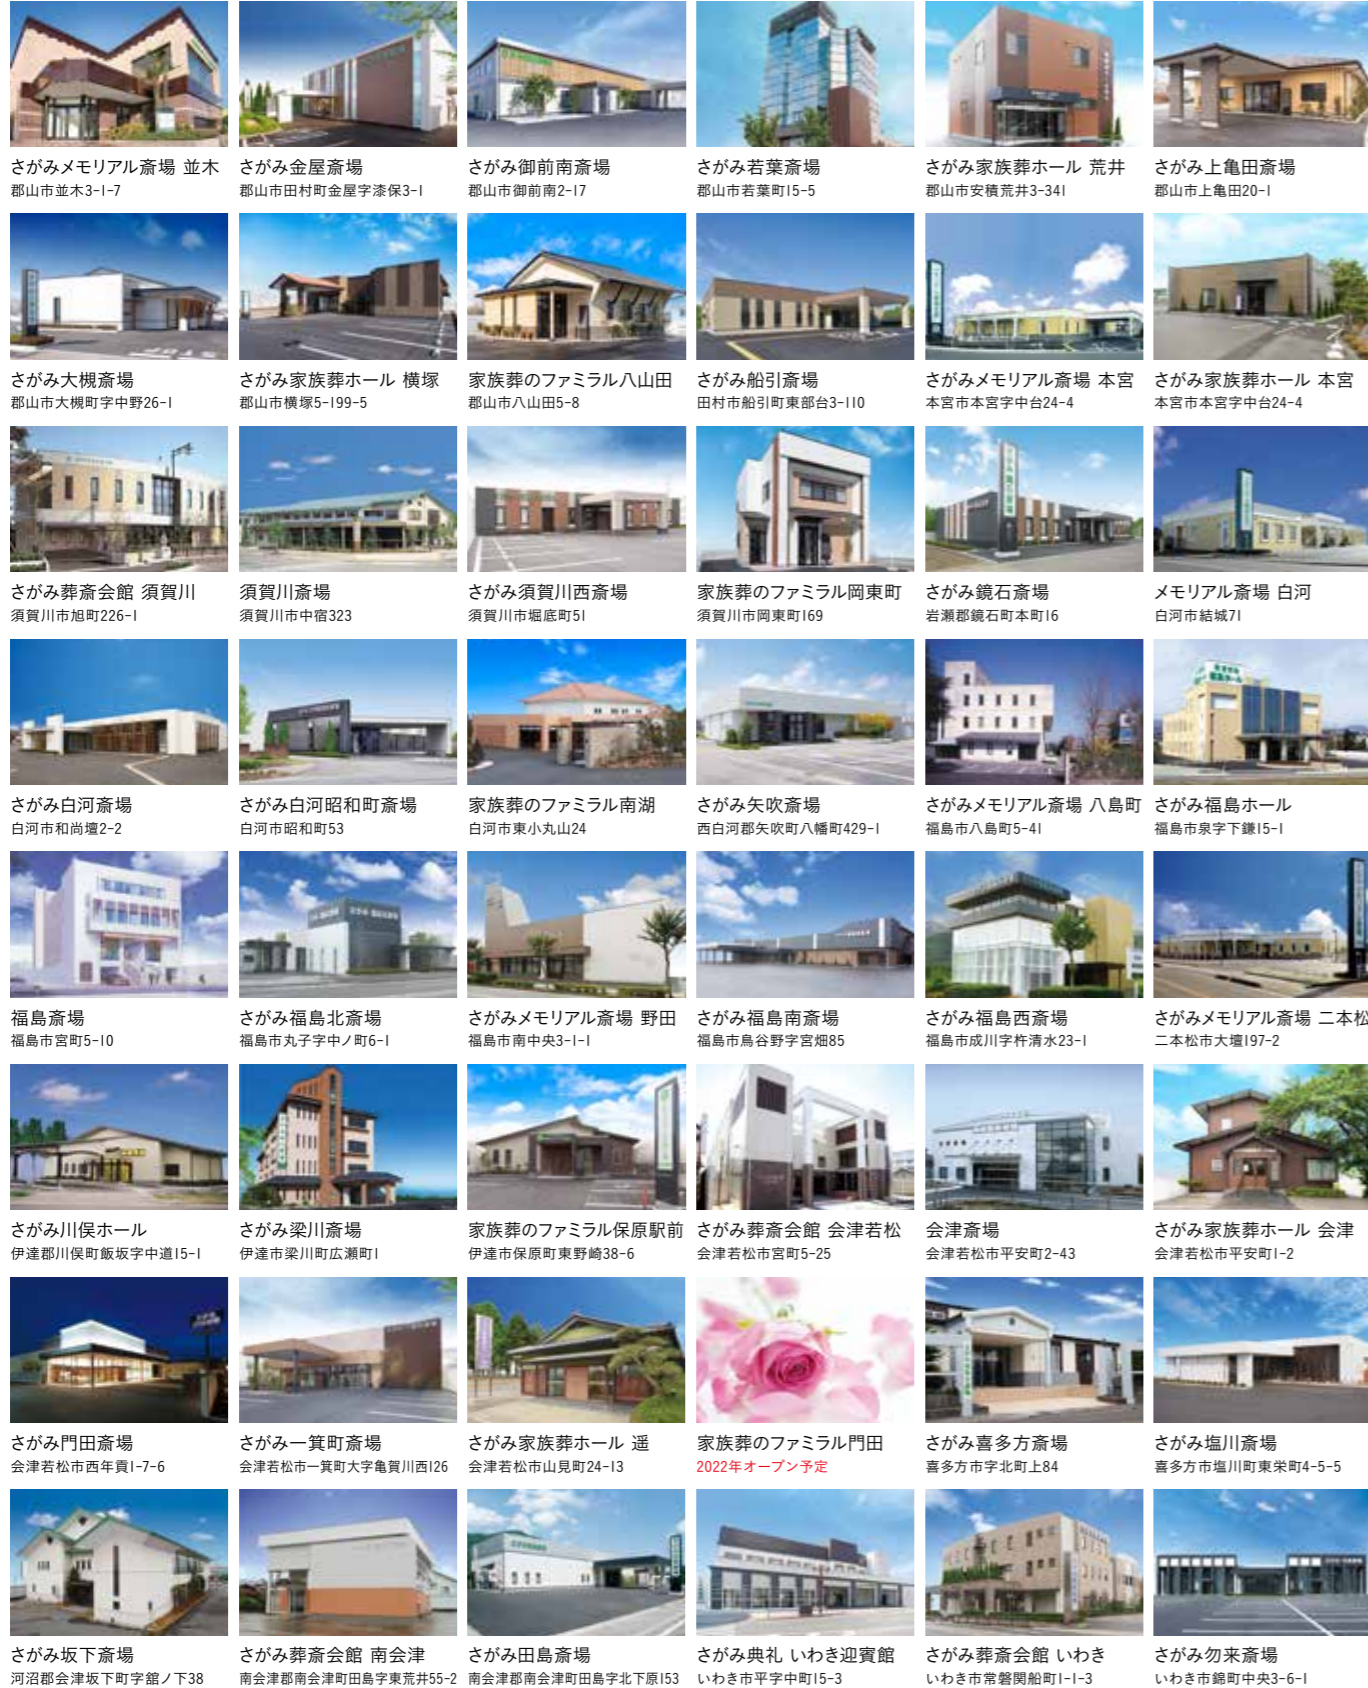 さがみメモリアル斎場 並木
郡山市並木3-1-7
さがみ金屋斎場
郡山市田村町金屋字漆保3-1
さがみ御前南斎場
郡山市御前南2-17
さがみ若葉斎場
郡山市若葉町15-5
さがみ家族葬ホール 荒井
郡山市安積荒井3-341
さがみ上亀田斎場
郡山市上亀田20-1
さがみ大槻斎場
郡山市大槻町字中野26-1
さがみ家族葬ホール 横塚
郡山市横塚5-199-5
家族葬のファミラル八山田
郡山市八山田5-8
さがみ船引斎場
田村市船引町東部台3-110
さがみメモリアル斎場 本宮
本宮市本宮字中台24-4
さがみ家族葬ホール 本宮
本宮市本宮字中台24-4
さがみ葬斎会館 須賀川
須賀川市旭町226-1
須賀川斎場
須賀川市中宿323
さがみ須賀川西斎場
須賀川市堀底町51
家族葬のファミラル岡東町
須賀川市岡東町169
さがみ鏡石斎場
岩瀬郡鏡石町本町16
メモリアル斎場 白河
白河市結城71
さがみ白河斎場
白河市和尚壇2-2
さがみ白河昭和町斎場
白河市昭和町53
家族葬のファミラル南湖
白河市東小丸山24
さがみ矢吹斎場
西白河郡矢吹町八幡町429-1
さがみメモリアル斎場 八島町
福島市八島町5-41
さがみ福島ホール
福島市泉字下鎌15-1
福島斎場
福島市宮町5-10
さがみ福島北斎場
福島市丸子字中ノ町6-1
さがみメモリアル斎場 野田
福島市南中央3-1-1
さがみ福島南斎場
福島市鳥谷野字宮畑85
さがみ福島西斎場
福島市成川字杵清水23-1
さがみメモリアル斎場 二本松
二本松市大壇197-2
さがみ川俣ホール
伊達郡川俣町飯坂字中道15-1
さがみ梁川斎場
伊達市梁川町広瀬町1
家族葬のファミラル保原駅前
伊達市保原町東野崎38-6
さがみ葬斎会館 会津若松
会津若松市宮町5-25
会津斎場
会津若松市平安町2-43
さがみ家族葬ホール 会津
会津若松市平安町1-2
さがみ門田斎場
会津若松市西年貢1-7-6
さがみ一箕町斎場
会津若松市一箕町大字亀賀川西126
さがみ家族葬ホール 遥
会津若松市山見町24-13
家族葬のファミラル門田
2022年オープン予定
さがみ喜多方斎場
喜多方市字北町上84
さがみ塩川斎場
喜多方市塩川町東栄町4-5-5
さがみ坂下斎場
河沼郡会津坂下町字舘ノ下38
さがみ葬斎会館 南会津
南会津郡南会津町田島字東荒井55-2
さがみ田島斎場
南会津郡南会津町田島字北下原153
さがみ典礼 いわき迎賓館
いわき市平字中町15-3
さがみ葬斎会館 いわき
いわき市常磐関船町1-1-3
さがみ勿来斎場
いわき市錦町中央3-6-1